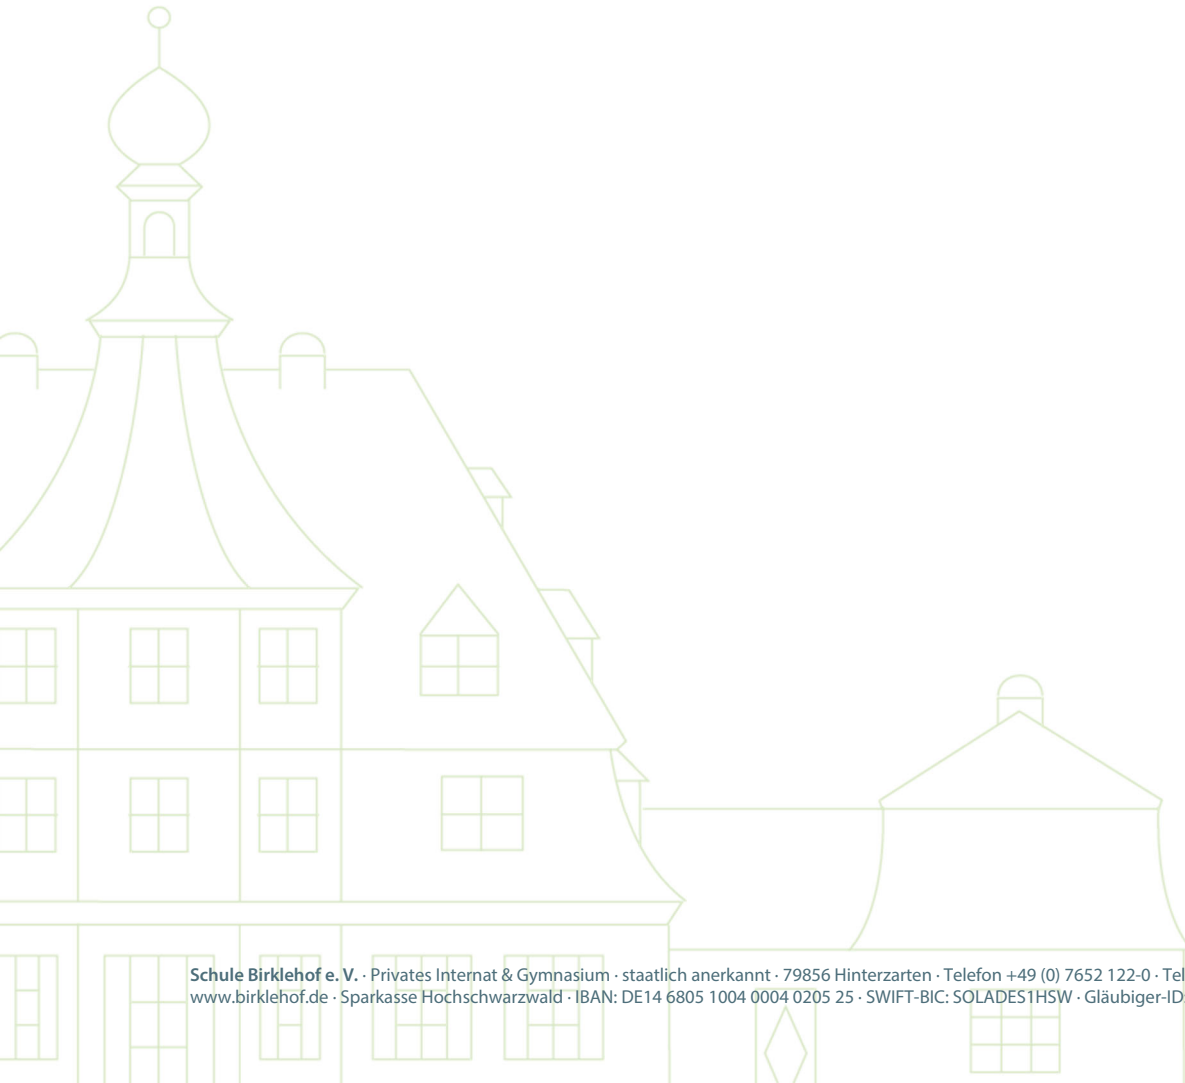 Schule Birklehof e. V. · Privates Internat & Gymnasium · staatlich anerkannt · 79856 Hinterzarten · Telefon +49 (0) 7652 122-0 ·
www.birklehof.de · Sparkasse Hochschwarzwald · IBAN: DE14 6805 1004 0004 0205 25 · SWIFT-BIC: SOLADES1HSW · Gläubiger-ID